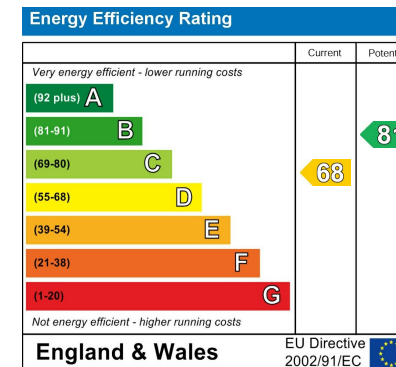 Energy Efficiency Rating
Current
Very energy efficient - lower running costs
(92 plus) A
(81-91) B
(69-80) C
(55-68) D
(39-54) E
(21-38) F
(1-20) G
68
Not energy efficient - higher running costs
England & Wales
EU Directive
2002/91/EC